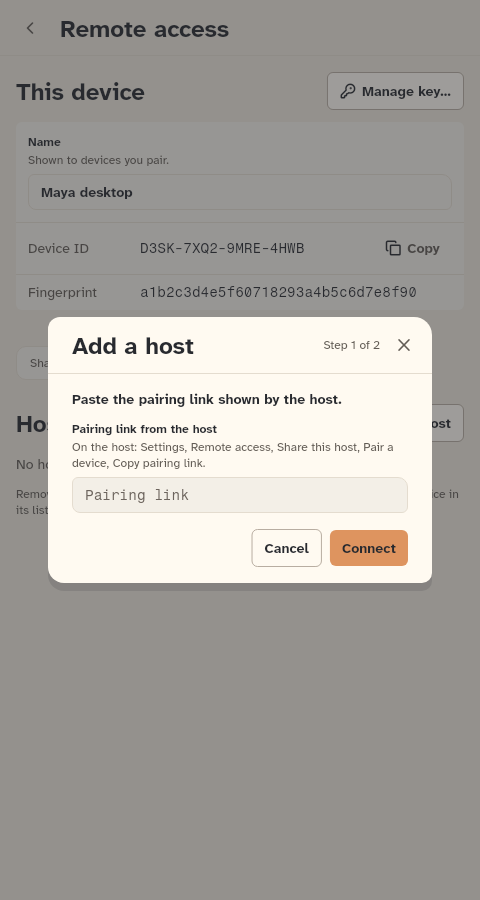 Remote access
This device
Manage key...
Name
Shown to devices you pair.
Maya desktop
Device ID
D3SK-7XQ2-9MRE-4HWB
Copy
Fingerprint
a1b2c3d4e5f60718293a4b5c6d7e8f90
Add a host
Step 1 of 2
Paste the pairing link shown by the host.
Pairing link from the host
On the host: Settings, Remote access, Share this host, Pair a
device, Copy pairing link.
Pairing link
Cancel
Connect
its list